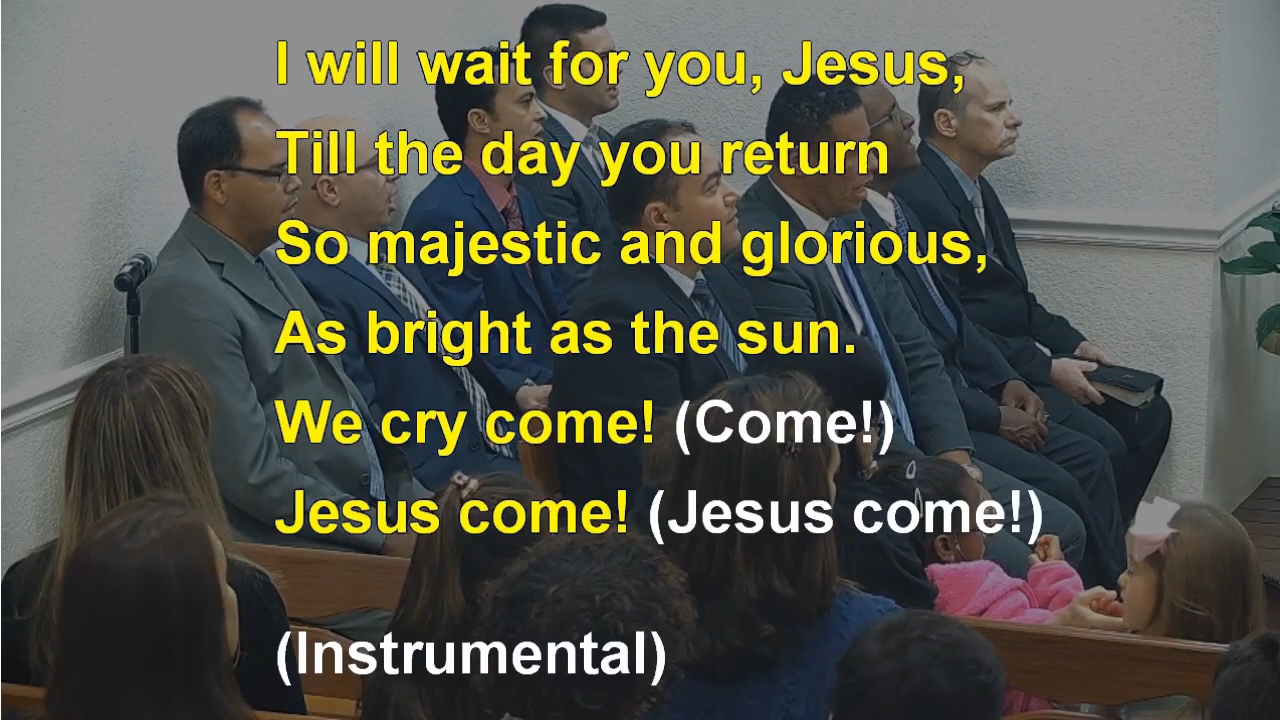 I will wait for you, Jesus,
Till the day you return
So majestic and glorious,
As bright as the sun.
We cry come! (Come!)
Jesus come! (Jesus come!)
(Instrumental)